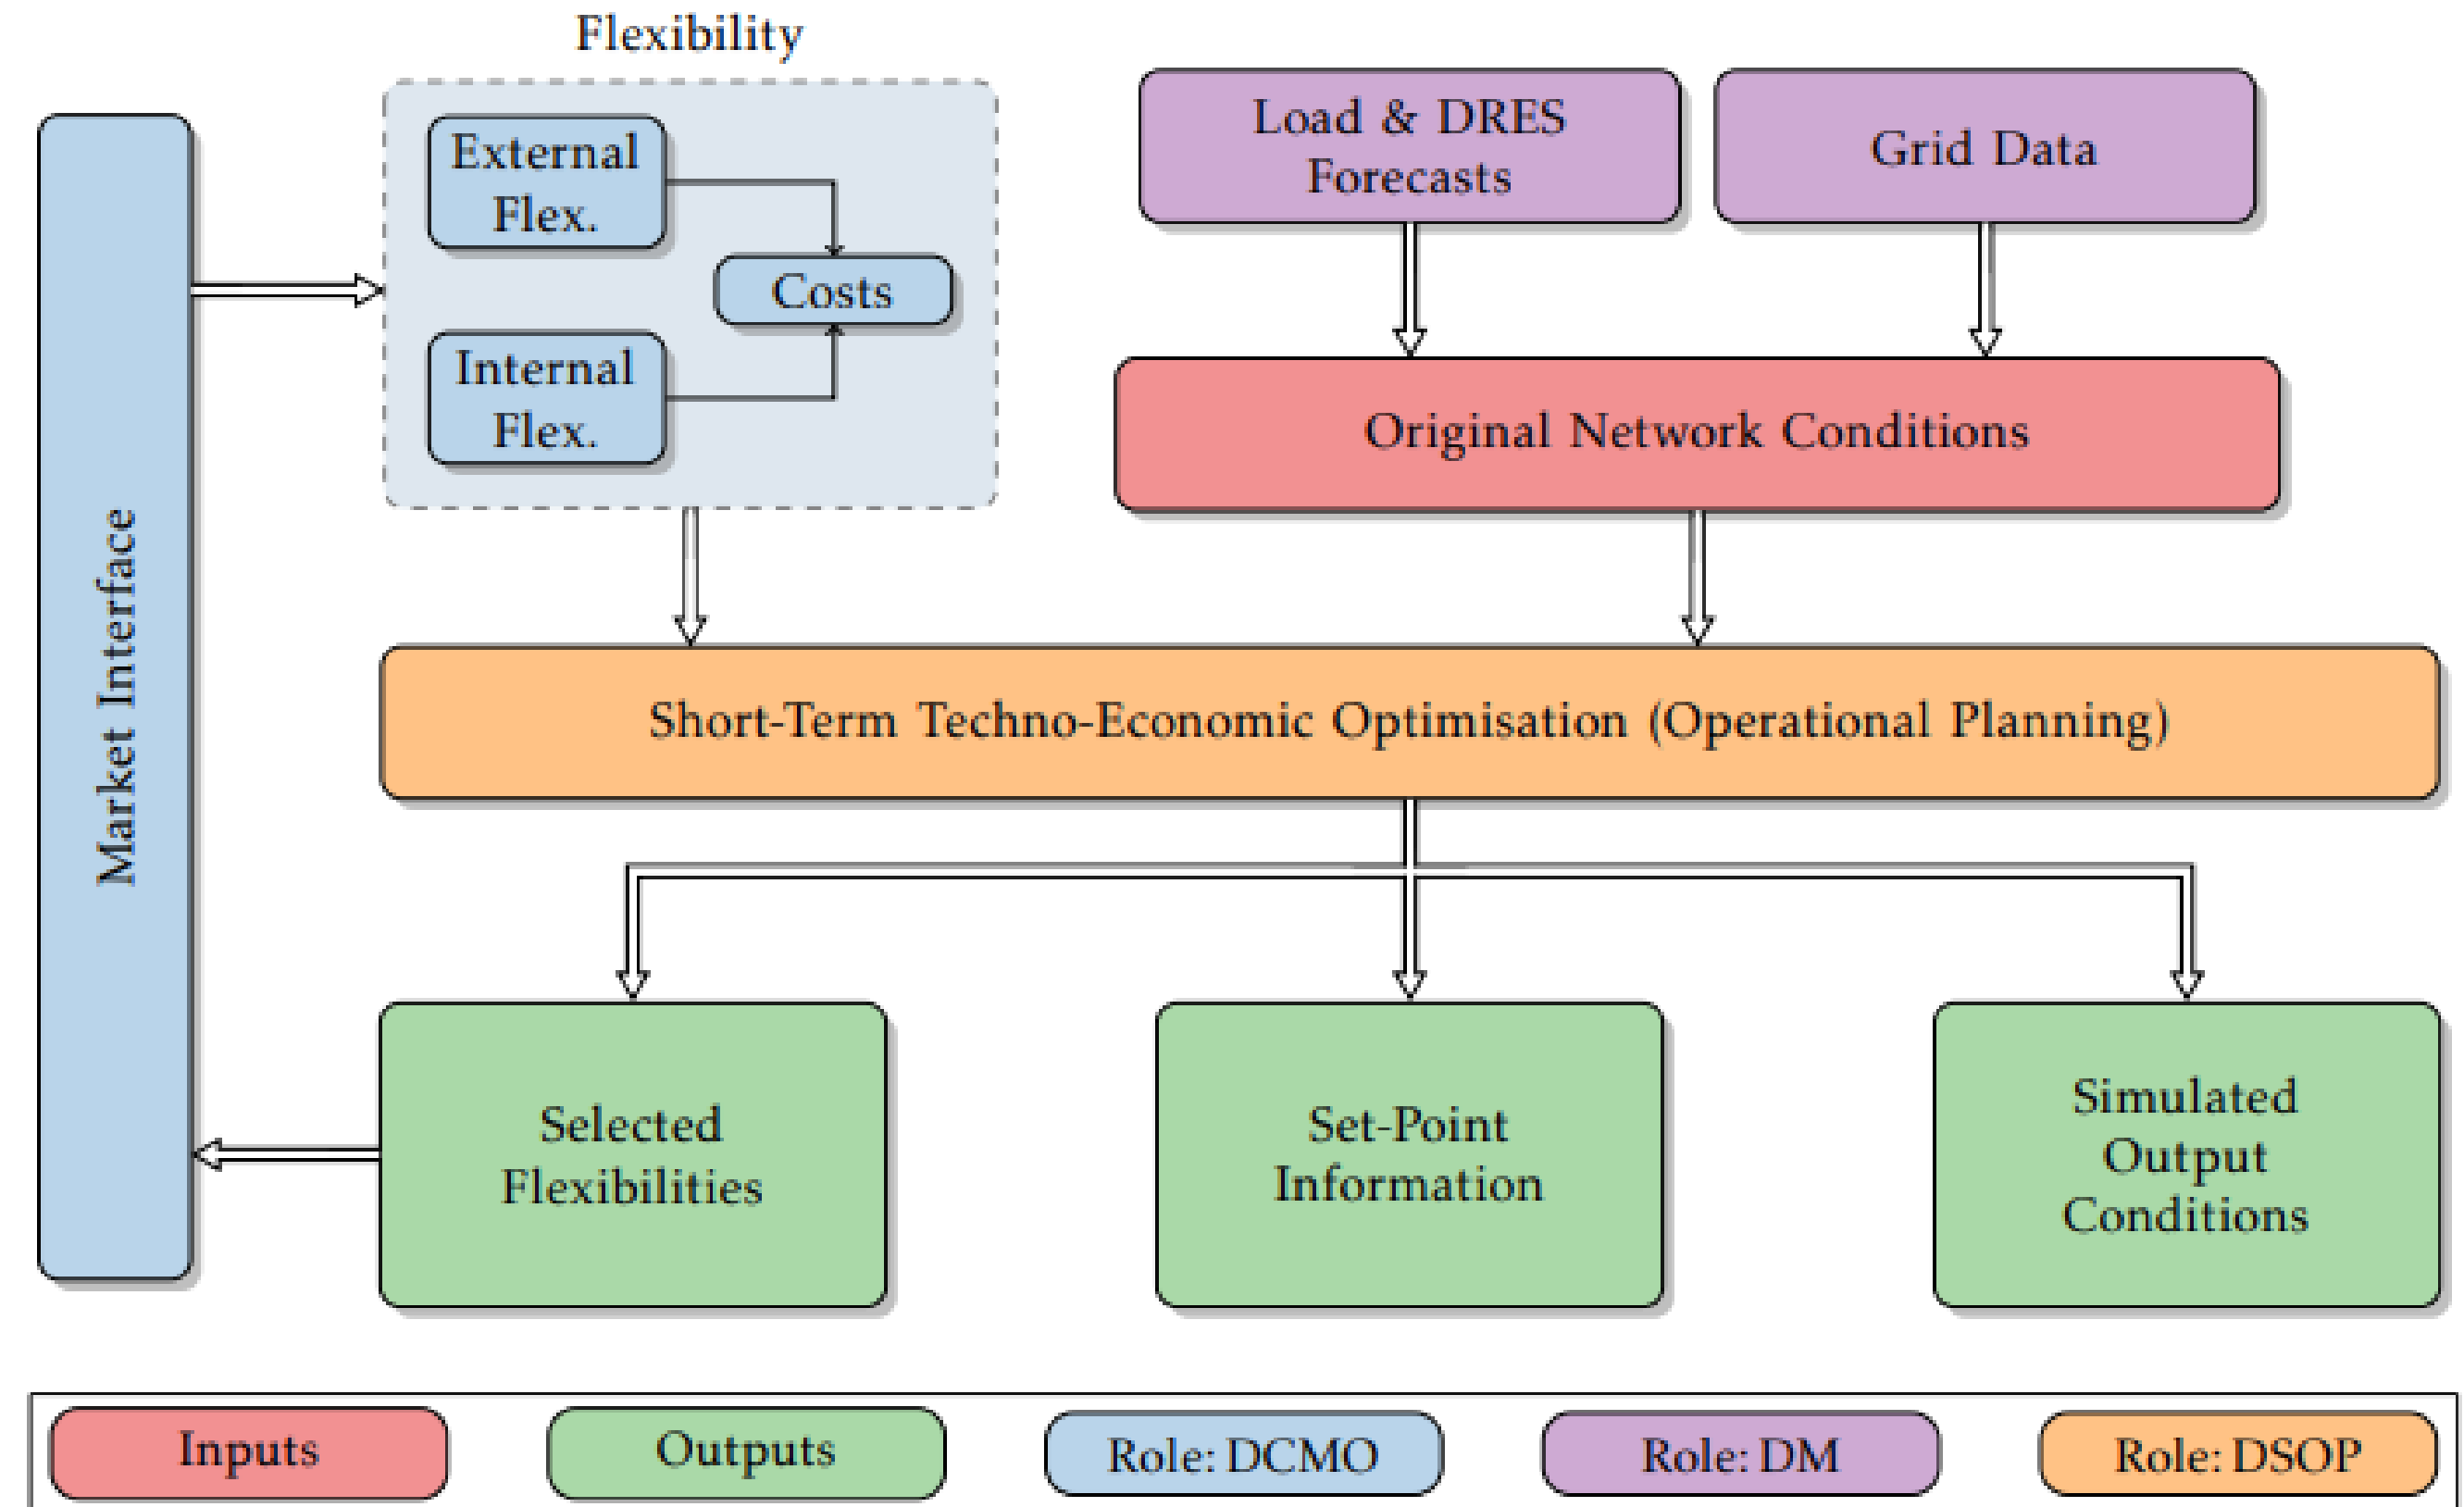 Flexibility
External
Flex.
Costs
Internal
Flex.
Load & DRES
Forecasts
Grid Data
Original Network Conditions
Market Interface
Short-Term Techno-Economic Optimisation (Operational Planning)
Selected
Flexibilities
Set-Point
Information
Simulated
Output
Conditions
Inputs
Outputs
Role: DCMO
Role: DM
Role: DSOP